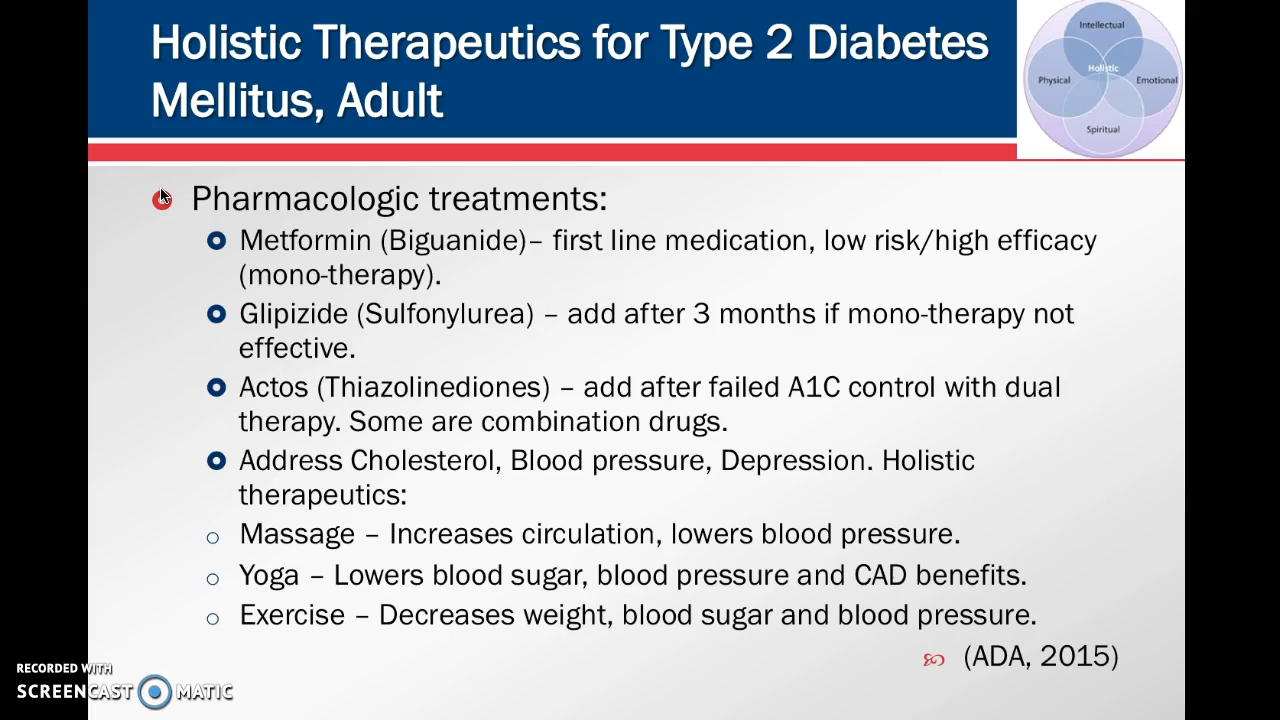 Holistic Therapeutics for Type 2 Diabetes
Mellitus, Adult
Intellectual
Physical
Holistic
Emotional
Spiritual
Pharmacologic treatments:
Metformin (Biguanide)– first line medication, low risk/high efficacy
(mono-therapy).
Glipizide (Sulfonylurea) – add after 3 months if mono-therapy not
effective.
Actos (Thiazolinediones) – add after failed A1C control with dual
therapy. Some are combination drugs.
Address Cholesterol, Blood pressure, Depression. Holistic
therapeutics:
Massage – Increases circulation, lowers blood pressure.
Yoga – Lowers blood sugar, blood pressure and CAD benefits.
Exercise – Decreases weight, blood sugar and blood pressure.
(ADA, 2015)
RECORDED WITH
SCREENCAST MATIC